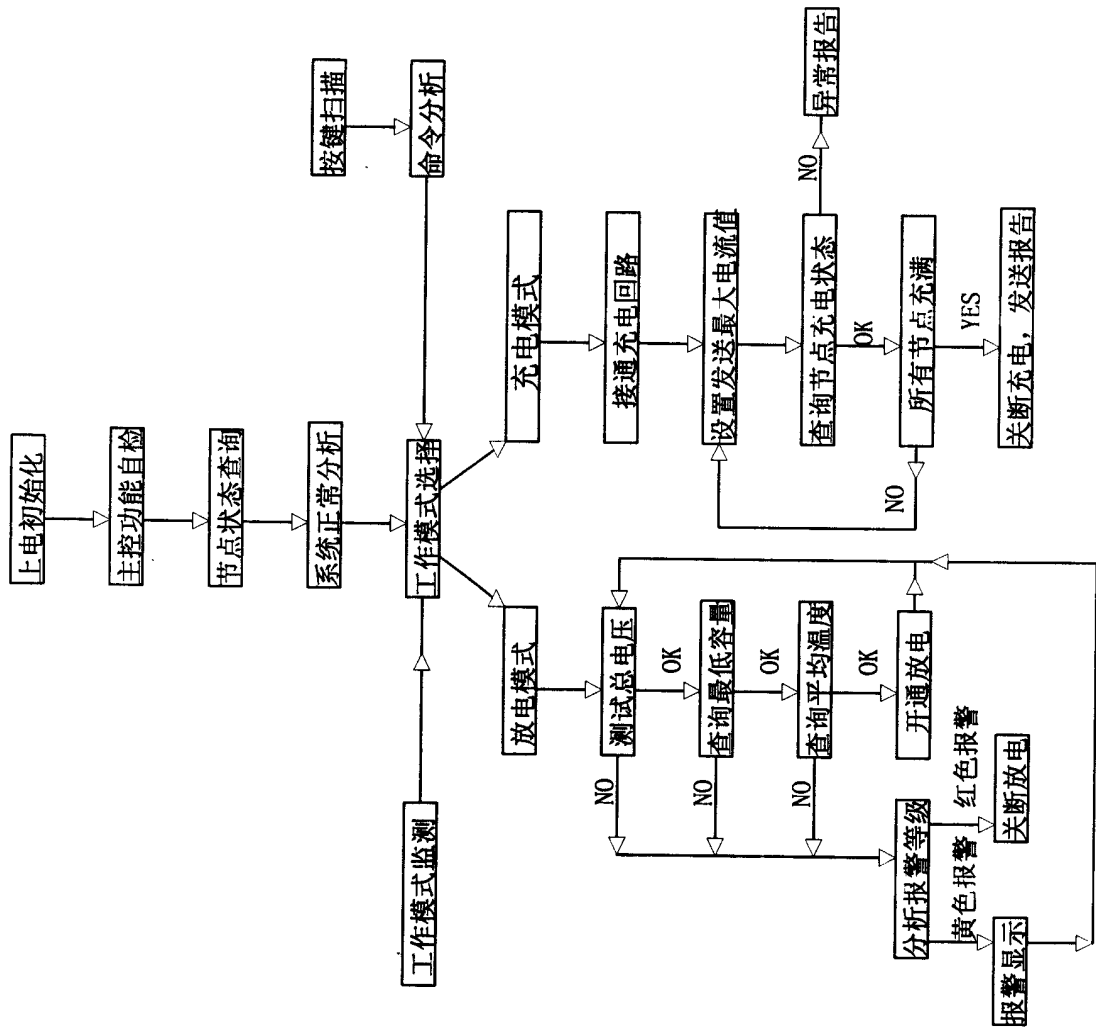 上电初始化
主控功能自检
节点状态查询
系统正常分析
按键扫描
命令分析
工作模式监测
工作模式选择
放电模式
测试总电压
NO
OK
查询最低容量
NO
OK
查询平均温度
NO
OK
开通放电
分析报警等级
黄色报警
红色报警
报警显示
关断放电
充电模式
接通充电回路
设置发送最大电流值
查询节点充电状态
NO
异常报告
OK
所有节点充满
NO
YES
关断充电，发送报告